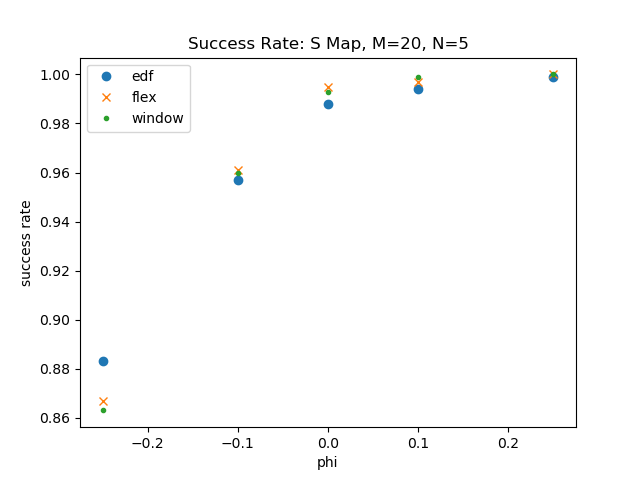 Success Rate: S Map, M=20, N=5
edf
flex
window
success rate
1.00
0.98
0.96
0.94
0.92
0.90
0.88
0.86
−0.2
−0.1
0.0
0.1
0.2
phi